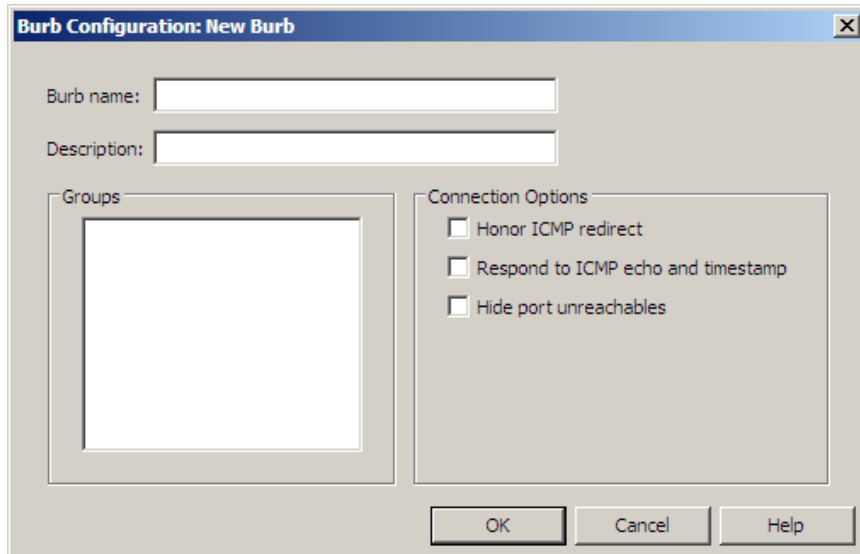 Burb Configuration: New Burb
Burb name:
Description:
Groups
Connection Options
Honor ICMP redirect
Respond to ICMP echo and timestamp
Hide port unreachables
OK
Cancel
Help